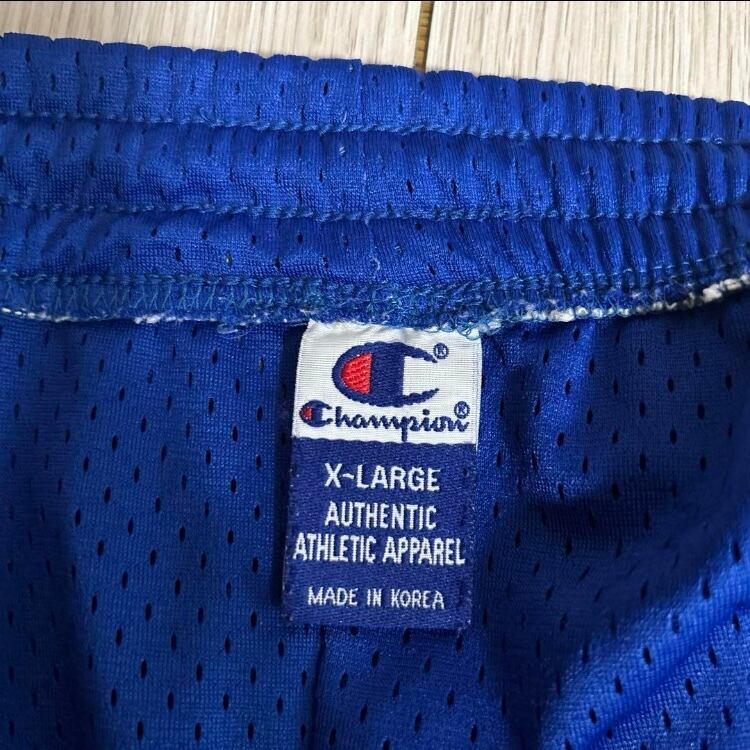 ®
Champion®
X-LARGE
AUTHENTIC
ATHLETIC APPAREL
MADE IN KOREA